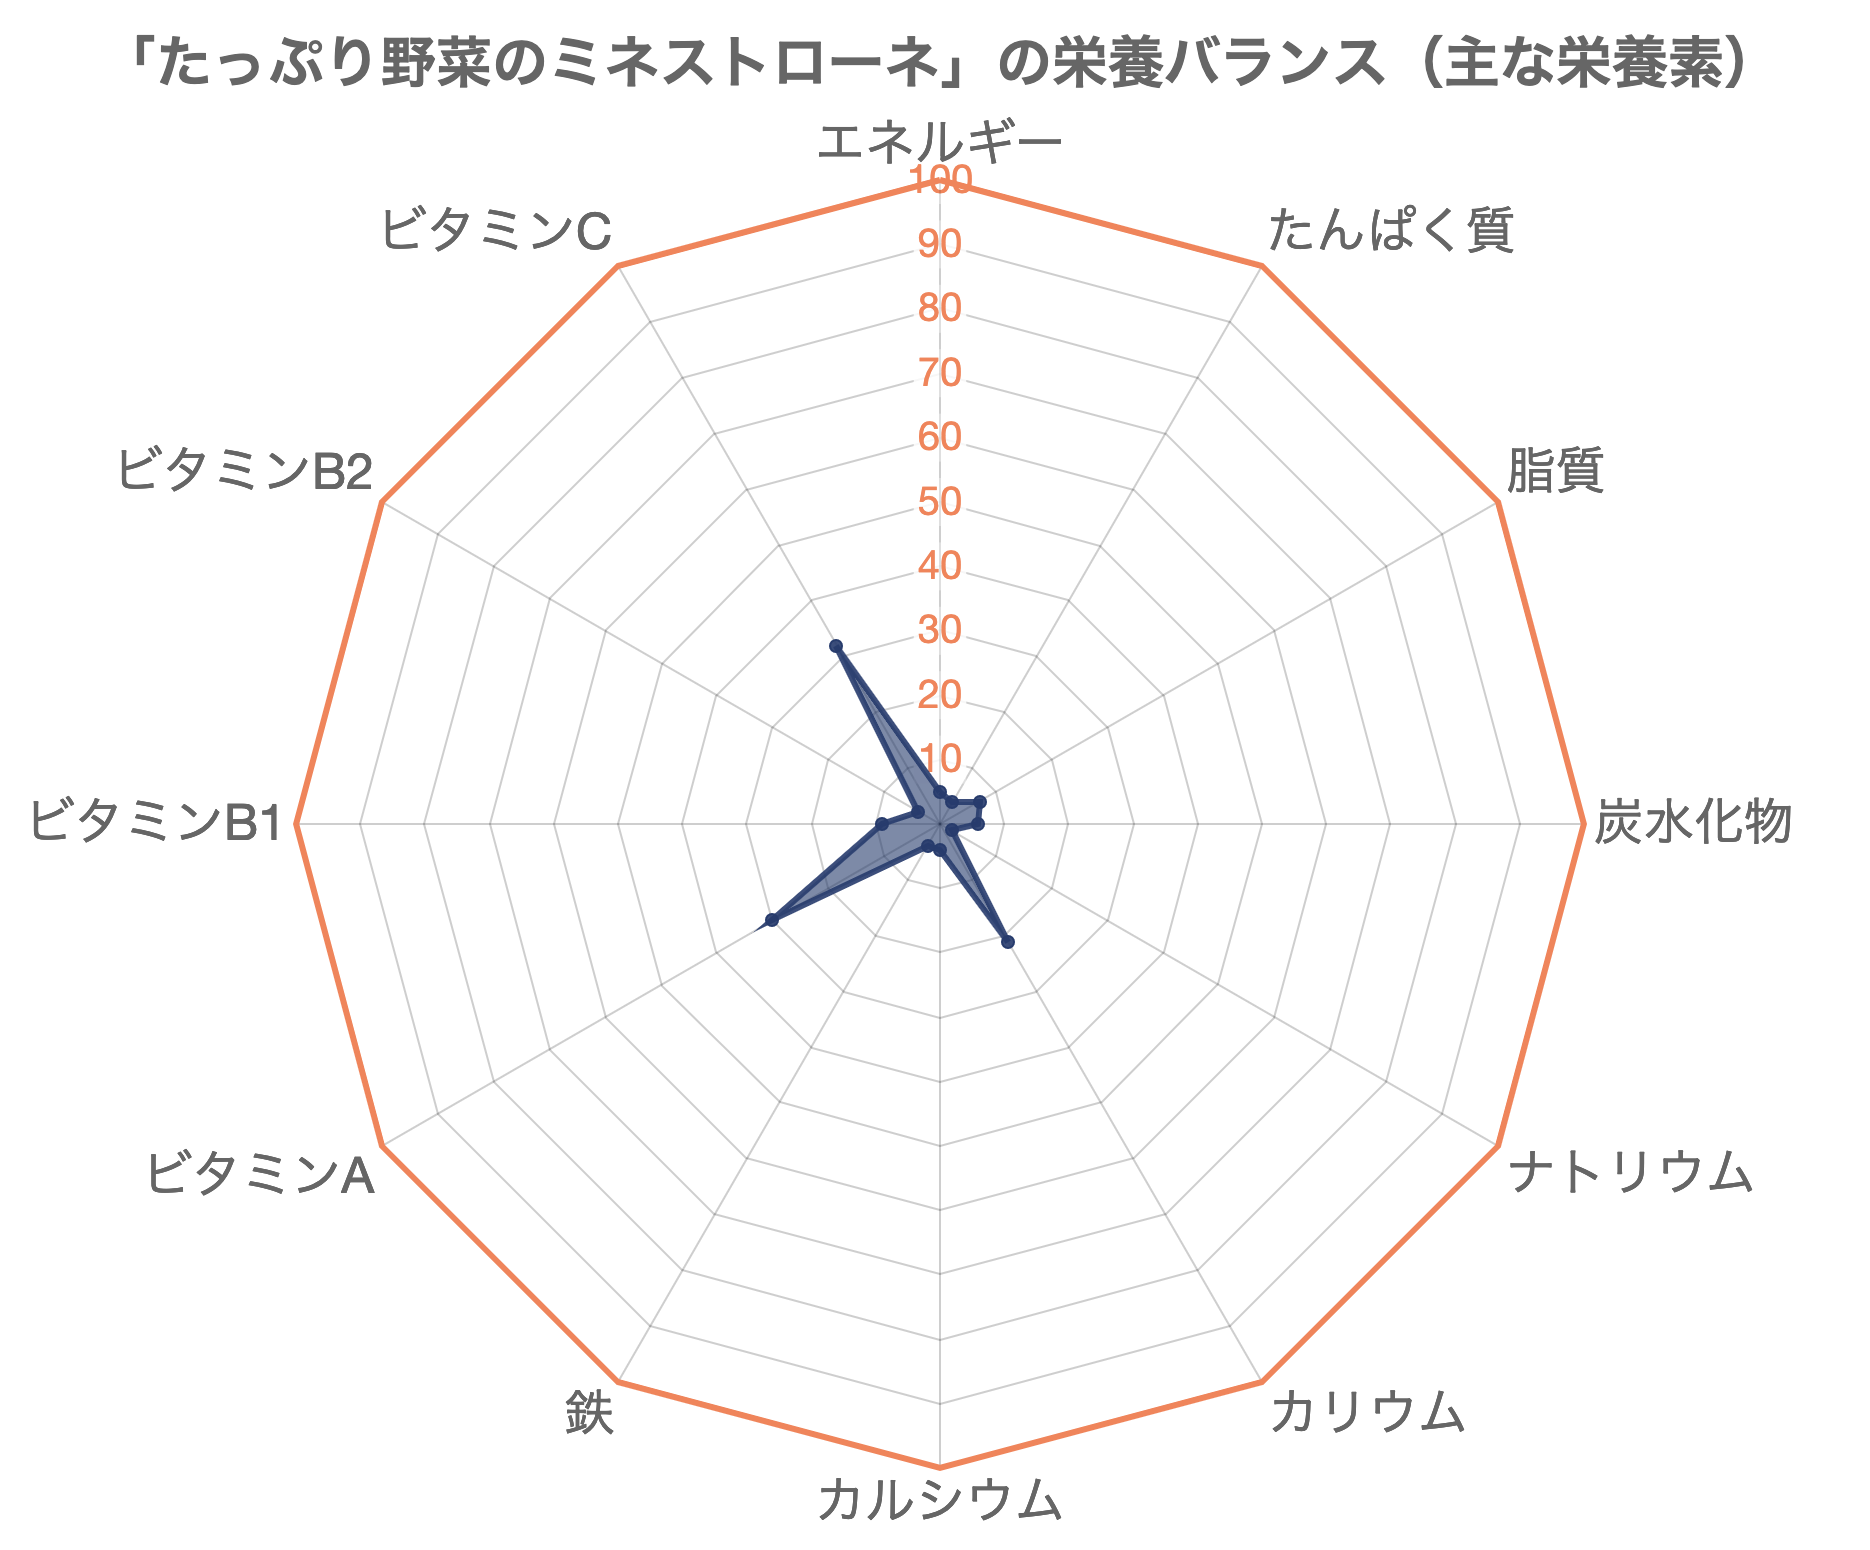 「たっぷり野菜のミネストローネ」の栄養バランス（主な栄養素）
エネルギー
100
ビタミンC
たんぱく質
90
80
70
60
ビタミンB2
脂質
50
40
30
20
10
ビタミンB1
炭水化物
ビタミンA
ナトリウム
鉄
カリウム
カルシウム